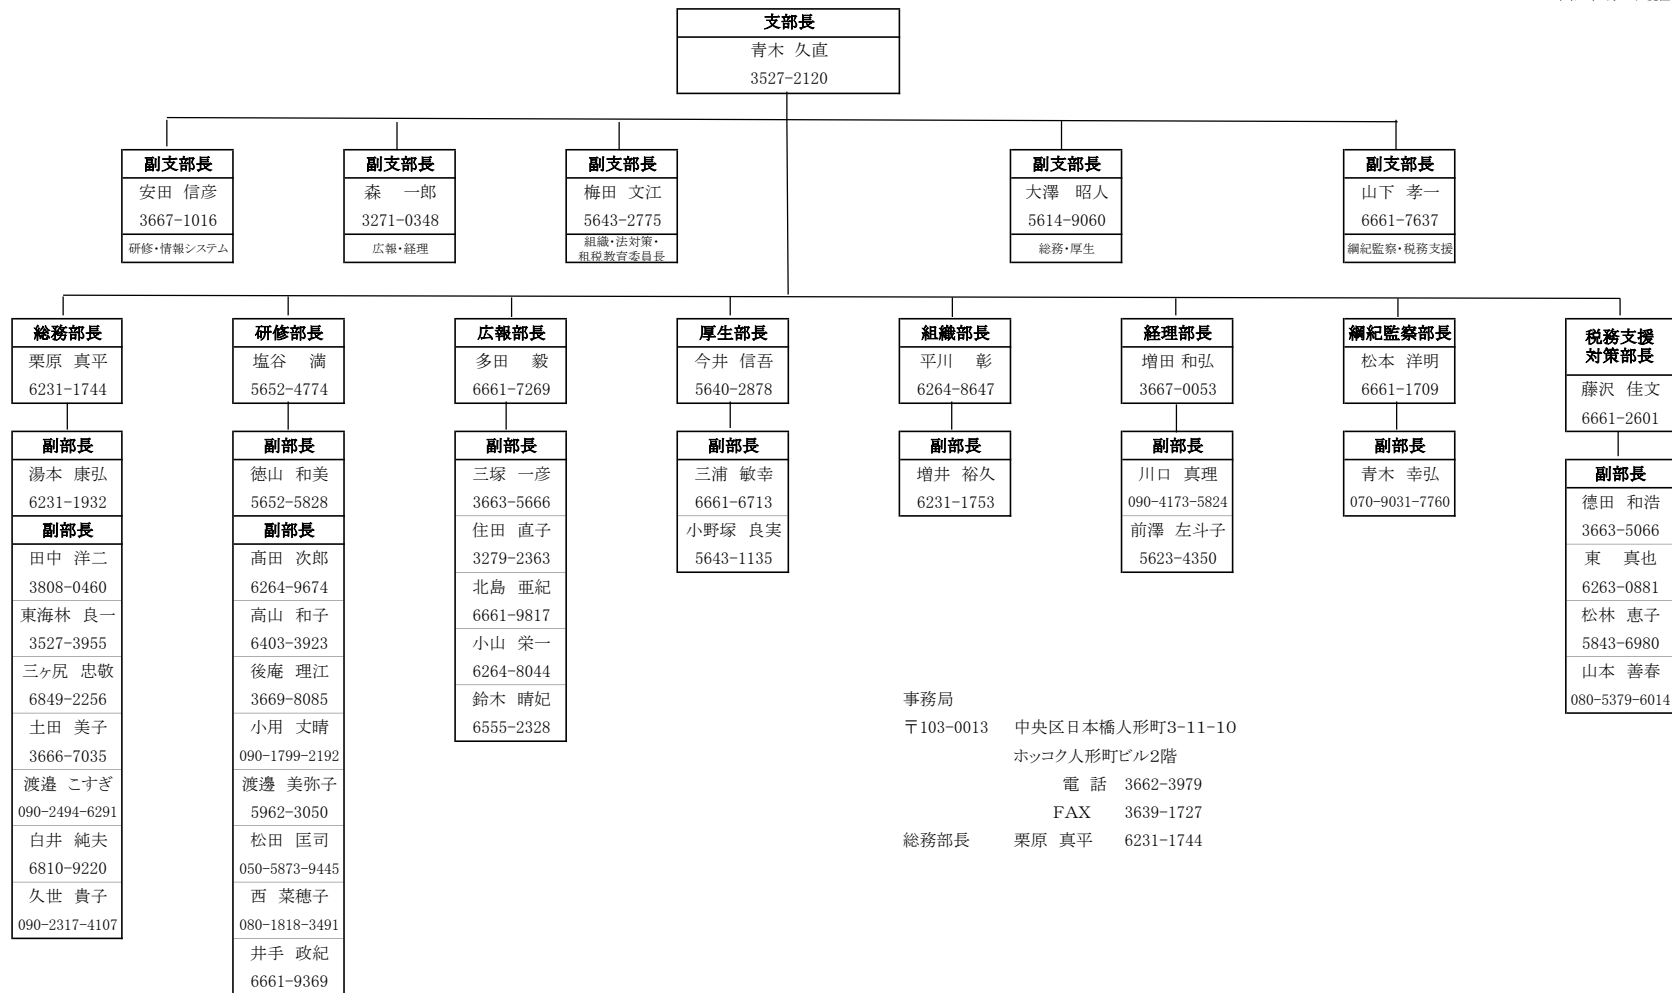 支部長
青木 久直
3527-2120
副支部長
安田 信彦
3667-1016
研修・情報システム
副支部長
森 一郎
3271-0348
広報・経理
副支部長
梅田 文江
5643-2775
組織・法対策・
租税教育委員長
副支部長
大澤 昭人
5614-9060
総務・厚生
副支部長
山下 孝一
6661-7637
綱紀監察・税務支援
総務部長
栗原 真平
6231-1744
副部長
湯本 康弘
6231-1932
副部長
田中 洋二
3808-0460
東海林 良一
3527-3955
三ヶ尻 忠敬
6849-2256
土田 美子
3666-7035
渡邉 こすぎ
090-2494-6291
白井 純夫
6810-9220
久世 貴子
090-2317-4107
研修部長
塩谷 満
5652-4774
副部長
徳山 和美
5652-5828
副部長
髙田 次郎
6264-9674
高山 和子
6403-3923
後庵 理江
3669-8085
小用 丈晴
090-1799-2192
渡邊 美弥子
5962-3050
松田 匡司
050-5873-9445
西 菜穂子
080-1818-3491
井手 政紀
6661-9369
広報部長
多田 毅
6661-7269
副部長
三塚 一彦
3663-5666
住田 直子
3279-2363
北島 亜紀
6661-9817
小山 栄一
6264-8044
鈴木 晴妃
6555-2328
厚生部長
今井 信吾
5640-2878
副部長
三浦 敏幸
6661-6713
小野塚 良実
5643-1135
組織部長
平川 彰
6264-8647
副部長
増井 裕久
6231-1753
経理部長
増田 和弘
3667-0053
副部長
川口 真理
090-4173-5824
前澤 左斗子
5623-4350
綱紀監察部長
松本 洋明
6661-1709
副部長
青木 幸弘
070-9031-7760
税務支援
対策部長
藤沢 佳文
6661-2601
副部長
德田 和浩
3663-5066
東 真也
6263-0881
松林 恵子
5843-6980
山本 善春
080-5379-6014
事務局
〒103-0013 中央区日本橋人形町3-11-10
ホッコク人形町ビル2階
電 話 3662-3979
FAX 3639-1727
総務部長 栗原 真平 6231-1744